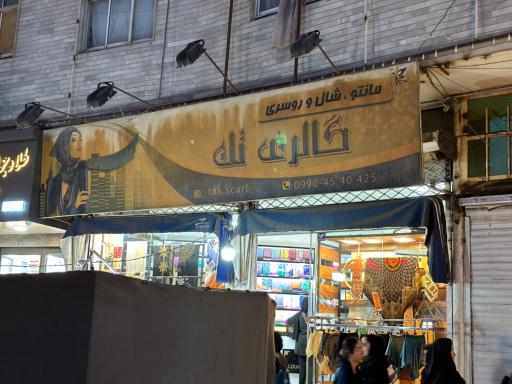 مانتو . شال و روسری
گالری تک
tak.scarf
0990-45 40 425